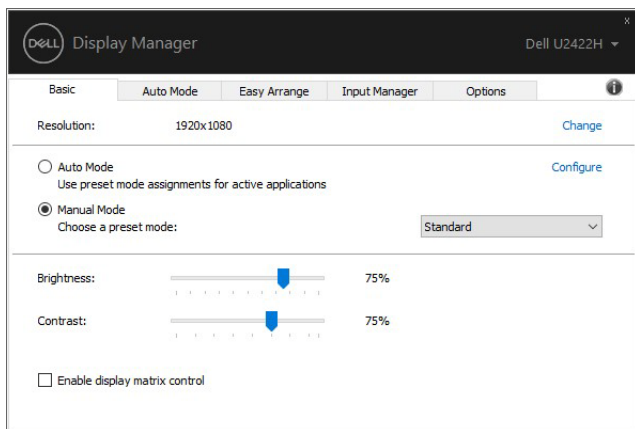 x
DELL Display Manager Dell U2422H
Basic Auto Mode Easy Arrange Input Manager Options i
Resolution: 1920x1080 Change
Auto Mode Configure
Use preset mode assignments for active applications
Manual Mode
Choose a preset mode: Standard
Brightness: 75%
Contrast: 75%
Enable display matrix control